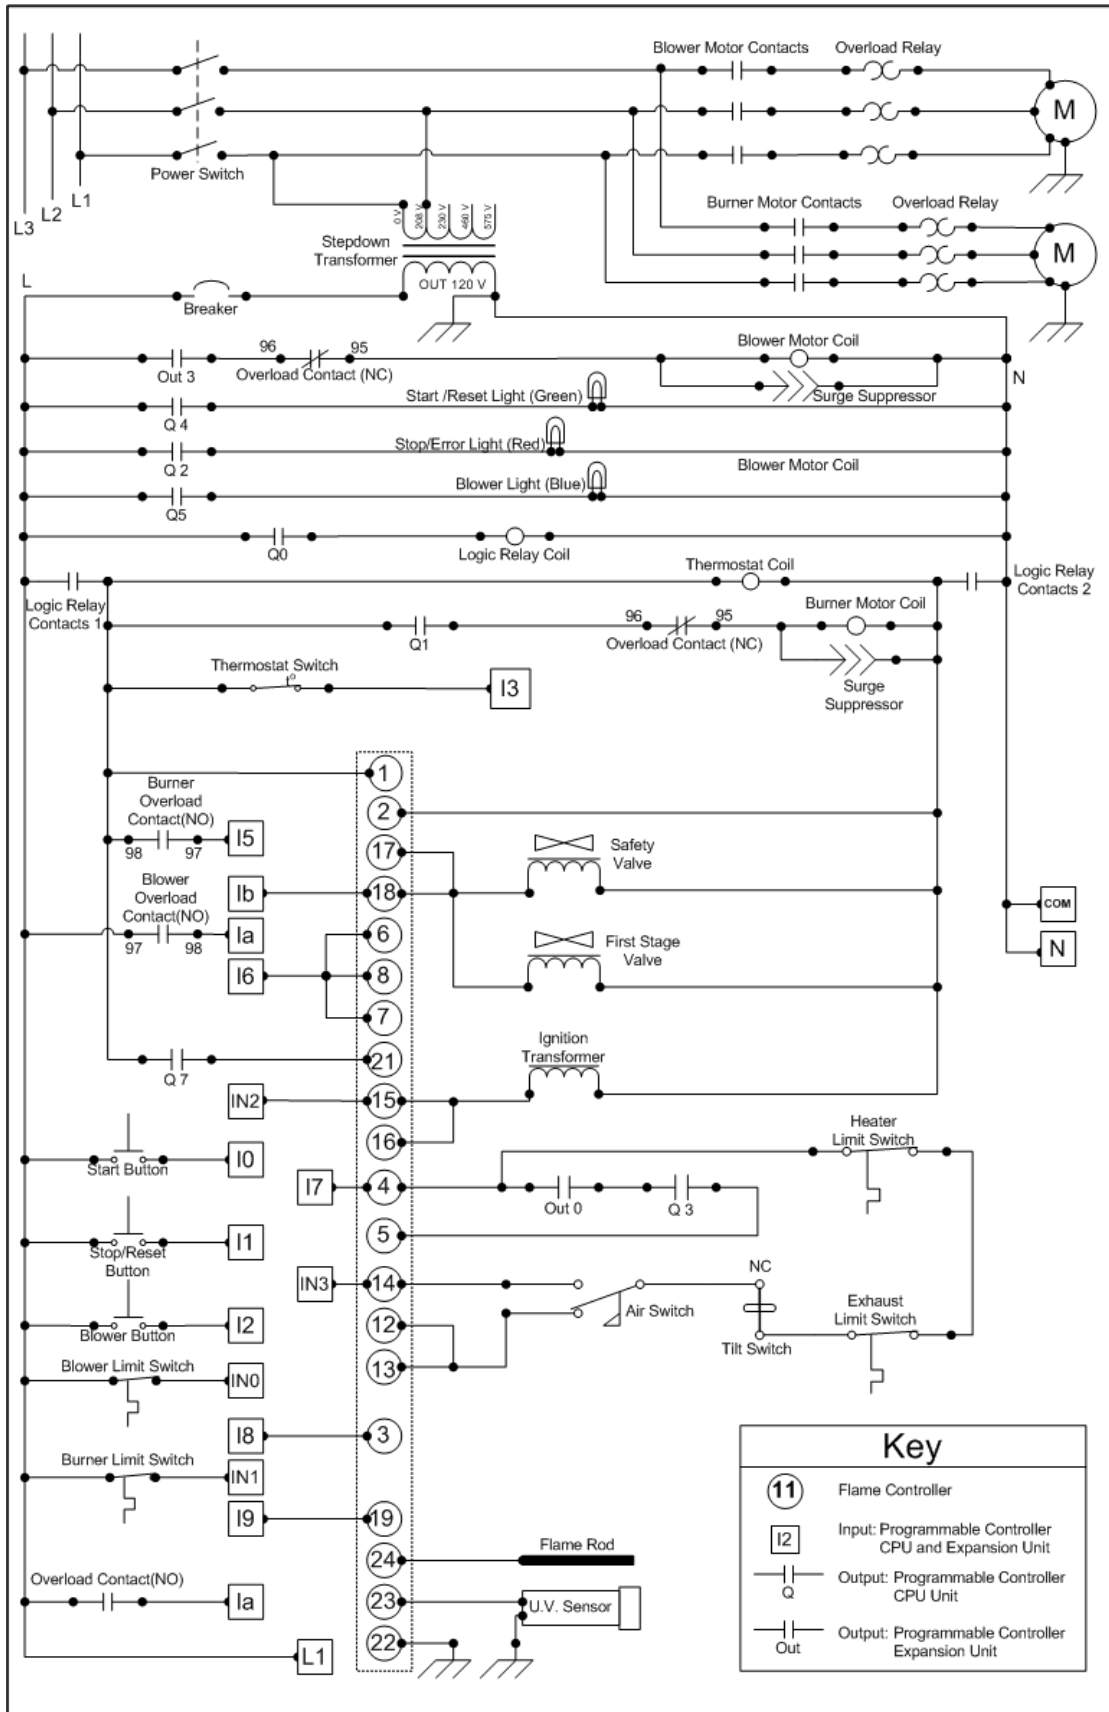 Blower Motor Contacts
Overload Relay
M
Power Switch
L1
L2
L3
0 V
208 V
230 V
460 V
575 V
Burner Motor Contacts
Overload Relay
M
Stepdown
Transformer
OUT 120 V
L
Breaker
96
95
Out 3
Overload Contact (NC)
Blower Motor Coil
N
Surge Suppressor
Start /Reset Light (Green)
Q 4
Stop/Error Light (Red)
Q 2
Blower Motor Coil
Blower Light (Blue)
Q5
Q0
Logic Relay Coil
Thermostat Coil
Logic Relay
Contacts 1
Logic Relay
Contacts 2
Q1
96
95
Overload Contact (NC)
Burner Motor Coil
Surge
Suppressor
Thermostat Switch
I3
1
Burner
Overload
Contact(NO)
98
97
I5
2
17
Safety
Valve
Blower
Overload
Contact(NO)
97
98
Ib
18
Ia
6
First Stage
Valve
I6
8
7
COM
N
Q 7
21
Ignition
Transformer
IN2
15
16
Start Button
I0
I7
4
Out 0
Q 3
Heater
Limit Switch
5
Stop/Reset
Button
I1
IN3
14
Air Switch
NC
Tilt Switch
Exhaust
Limit Switch
12
Blower Button
I2
13
Blower Limit Switch
IN0
I8
3
Burner Limit Switch
IN1
I9
19
24
Flame Rod
Overload Contact(NO)
Ia
23
U.V. Sensor
22
L1
Key
11
Flame Controller
I2
Input: Programmable Controller
CPU and Expansion Unit
Q
Output: Programmable Controller
CPU Unit
Out
Output: Programmable Controller
Expansion Unit